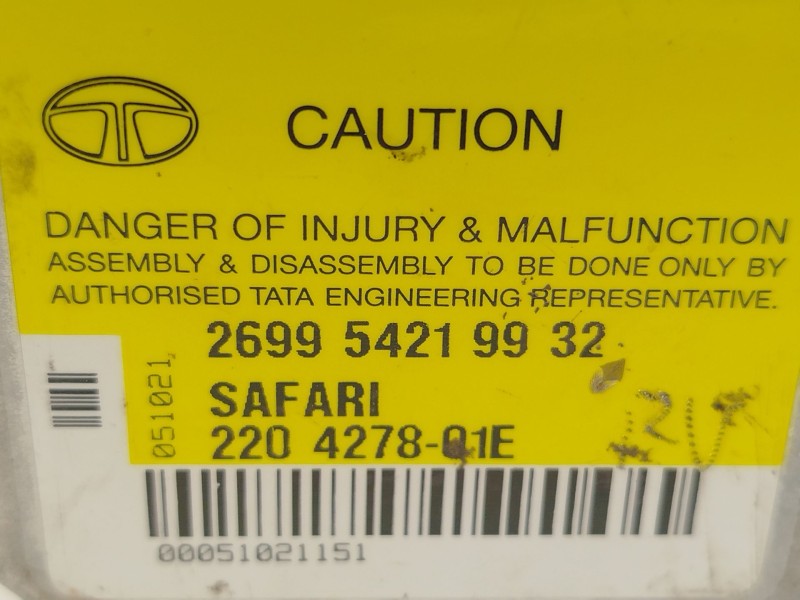 CAUTION
DANGER OF INJURY & MALFUNCTION
ASSEMBLY & DISASSEMBLY TO BE DONE ONLY BY
AUTHORISED TATA ENGINEERING REPRESENTATIVE.
2699 5421 99 32
SAFARI
220 4278-01E
051021
00051021151